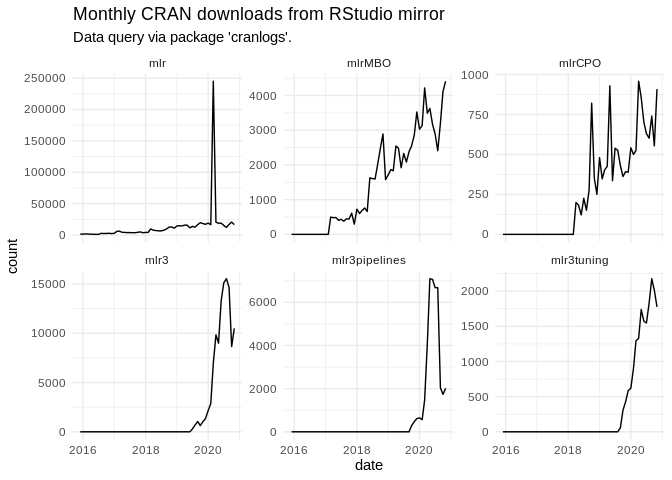 Monthly CRAN downloads from RStudio mirror
Data query via package 'cranlogs'.
mlr
mlrMBO
mlrCPO
250000
200000
150000
100000
50000
0
4000
3000
2000
1000
0
1000
750
500
250
0
count
mlr3
mlr3pipelines
mlr3tuning
15000
10000
5000
0
6000
4000
2000
0
2000
1500
1000
500
0
2016 2018 2020
2016 2018 2020
2016 2018 2020
date